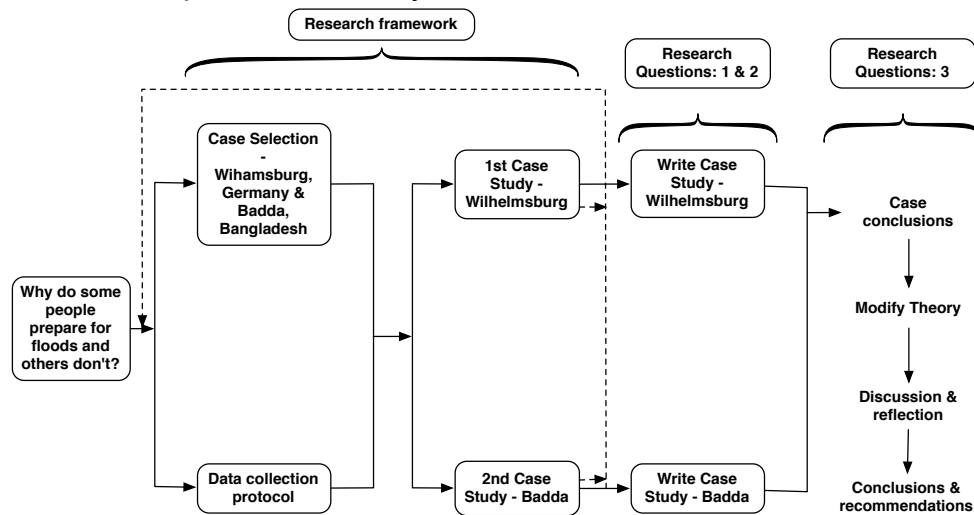 Research framework
Research
Questions: 1 & 2
Research
Questions: 3
Case Selection
-
Wihamsburg,
Germany &
Badda,
Bangladesh
1st Case
Study -
Wilhelmsburg
Write Case
Study -
Wilhelmsburg
Case
conclusions
Why do some
people
prepare for
floods and
others don't?
Modify Theory
Discussion &
reflection
Data collection
protocol
2nd Case
Study - Badda
Write Case
Study - Badda
Conclusions &
recommendations